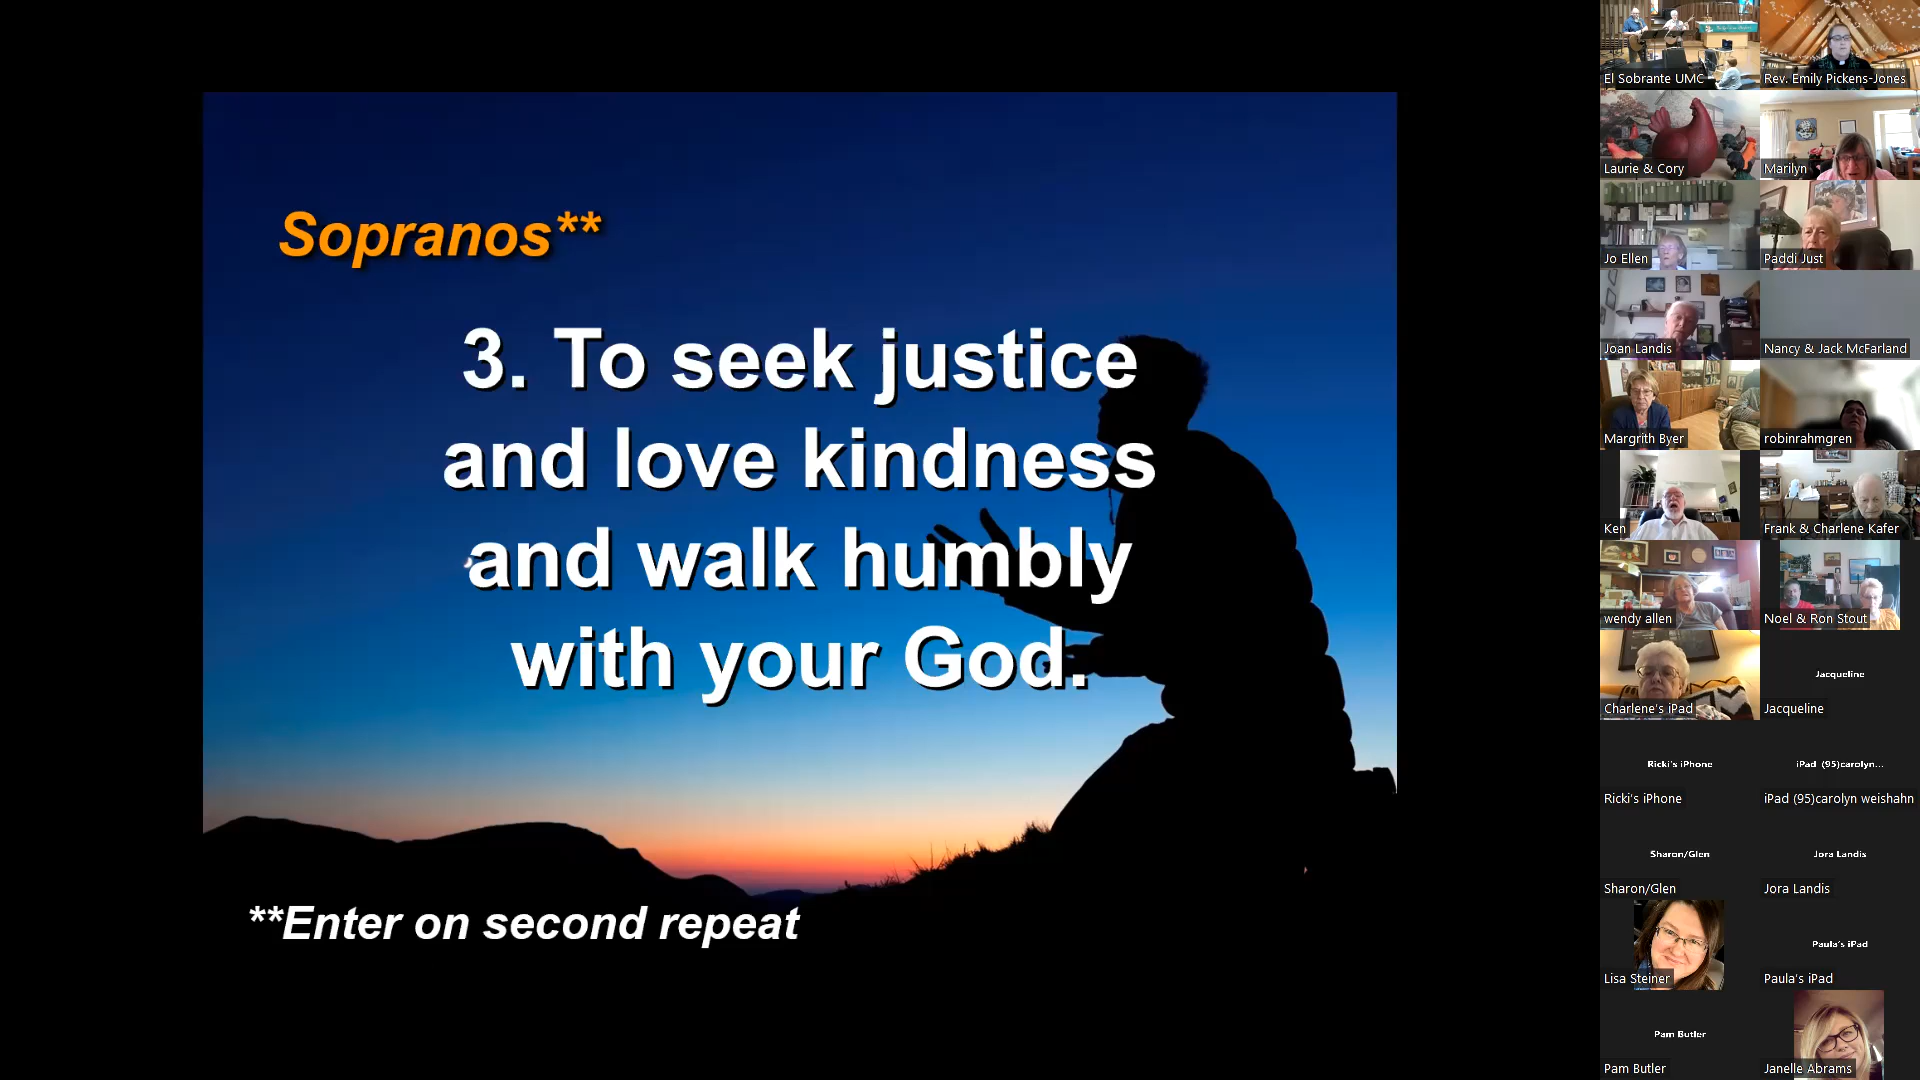 Sopranos**
3. To seek justice
and love kindness
and walk humbly
with your God.
**Enter on second repeat
El Sobrante UMC
Rev. Emily Pickens-Jones
Laurie & Cory
Marilyn
Jo Ellen
Paddi Just
Joan Landis
Nancy & Jack McFarland
Margrith Byer
robinrahmgren
Ken
Frank & Charlene Kafer
wendy allen
Noel & Ron Stout
Charlene's iPad
Jacqueline
Jacqueline
Ricki's iPhone
Ricki's iPhone
iPad (95)carolyn...
iPad (95)carolyn weishahn
Sharon/Glen
Sharon/Glen
Jora Landis
Jora Landis
Lisa Steiner
Paula's iPad
Paula's iPad
Pam Butler
Pam Butler
Janelle Abrams